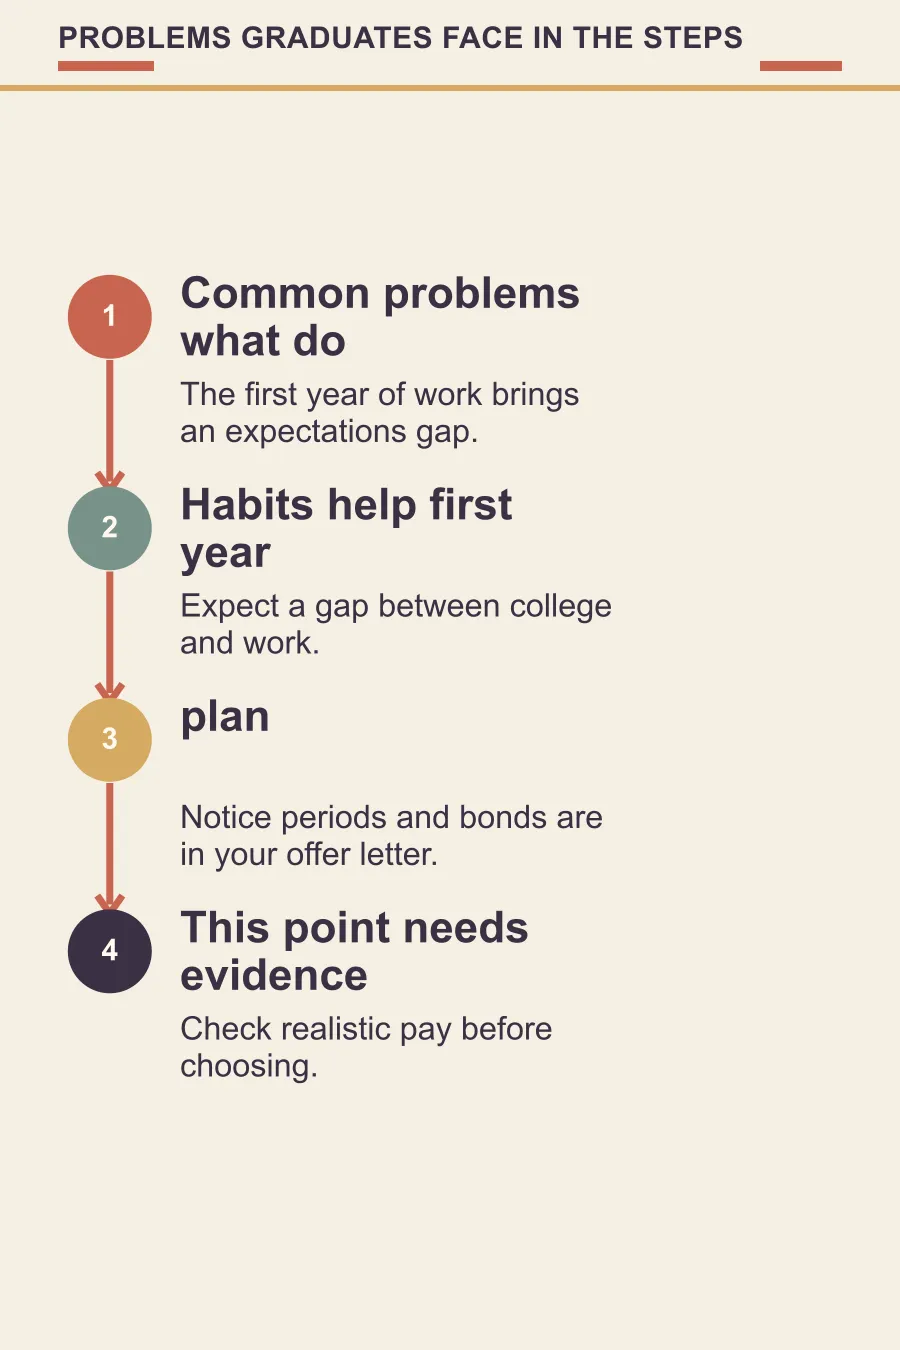 PROBLEMS GRADUATES FACE IN THE STEPS
1
Common problems
what do
The first year of work brings
an expectations gap.
2
Habits help first
year
Expect a gap between college
and work.
3
plan
Notice periods and bonds are
in your offer letter.
4
This point needs
evidence
Check realistic pay before
choosing.